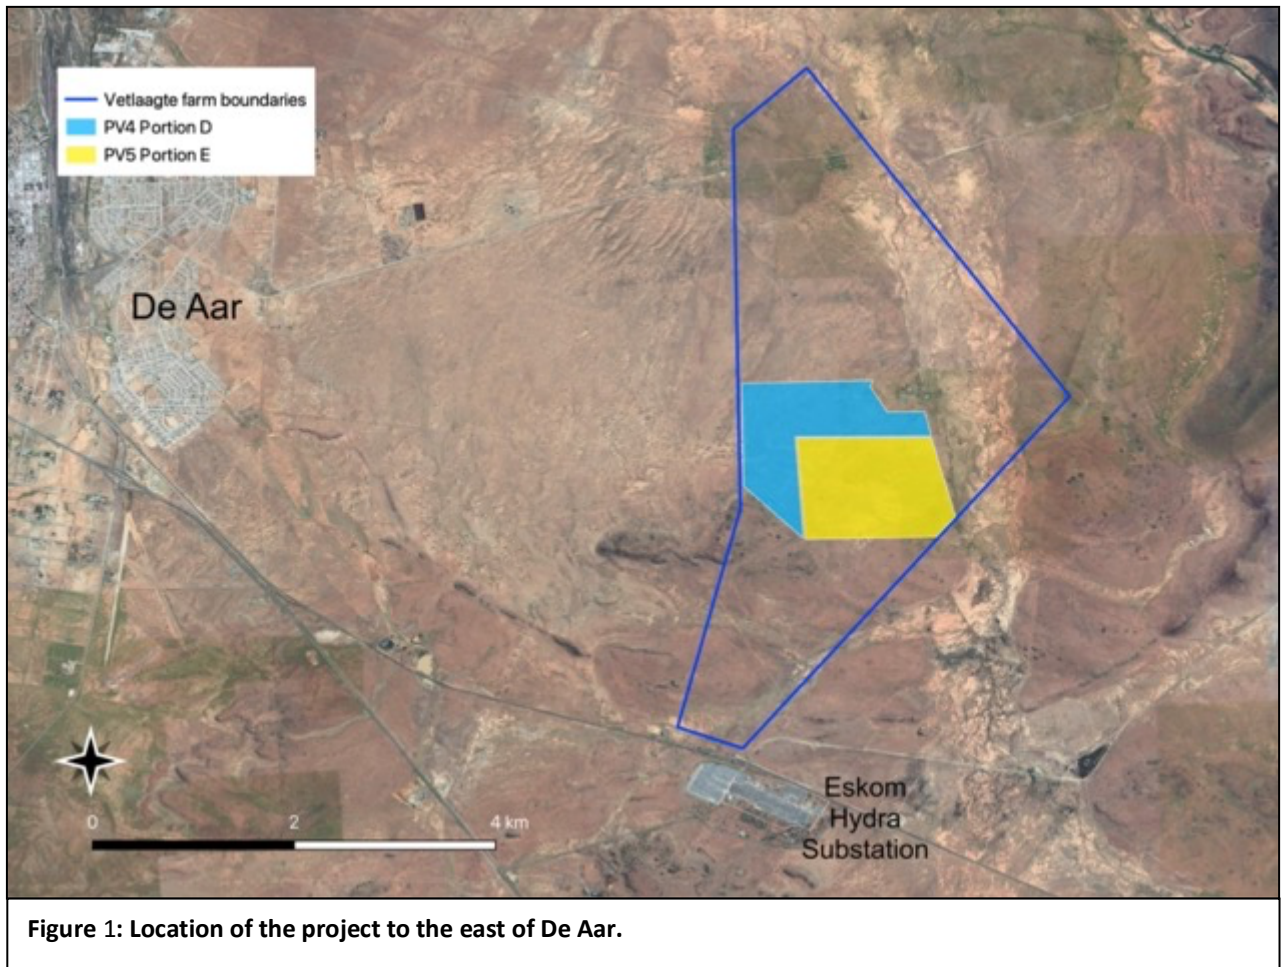 Vetlaagte farm boundaries
PV4 Portion D
PV5 Portion E
De Aar
Eskom
Hydra
Substation
0 2 4 km
Figure 1: Location of the project to the east of De Aar.